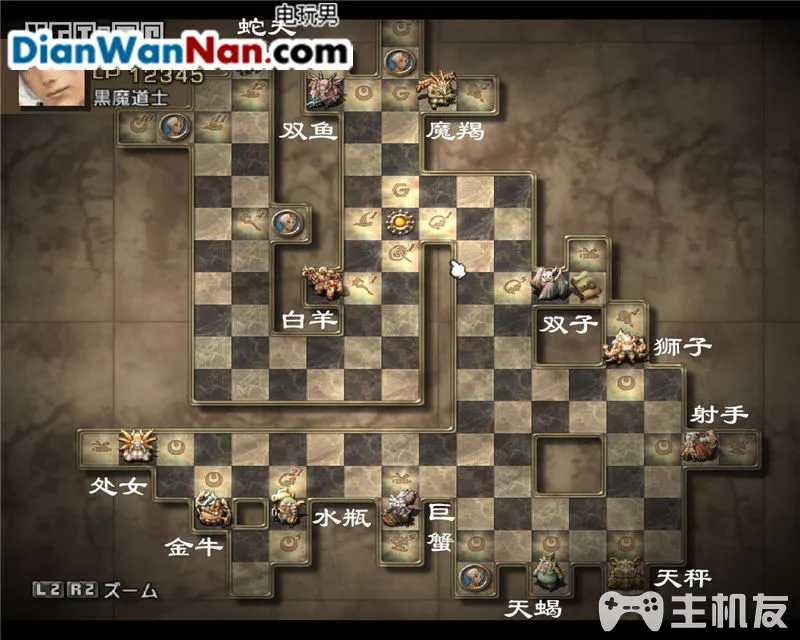 电玩男
蛇夫
DianWanNan.com
LP 12345
黒魔道士
双鱼
魔羯
白羊
双子
狮子
射手
处女
金牛
水瓶
巨蟹
天蝎
天秤
L2 R2 ズーム
主机友